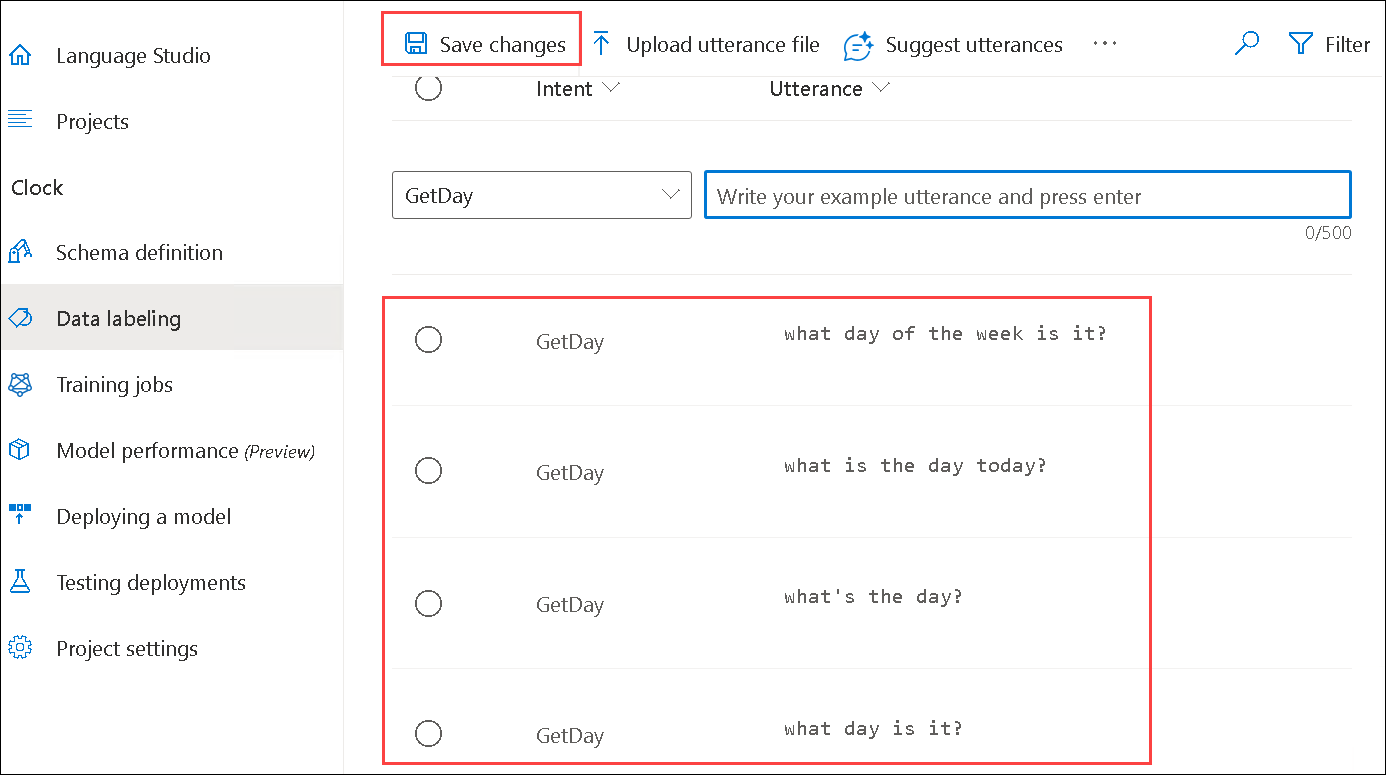 Language Studio
Projects
Clock
Schema definition
Data labeling
Training jobs
Model performance (Preview)
Deploying a model
Testing deployments
Project settings
Save changes Upload utterance file Suggest utterances ··· Filter
Intent Utterance
GetDay Write your example utterance and press enter
0/500
GetDay what day of the week is it?
GetDay what is the day today?
GetDay what's the day?
GetDay what day is it?